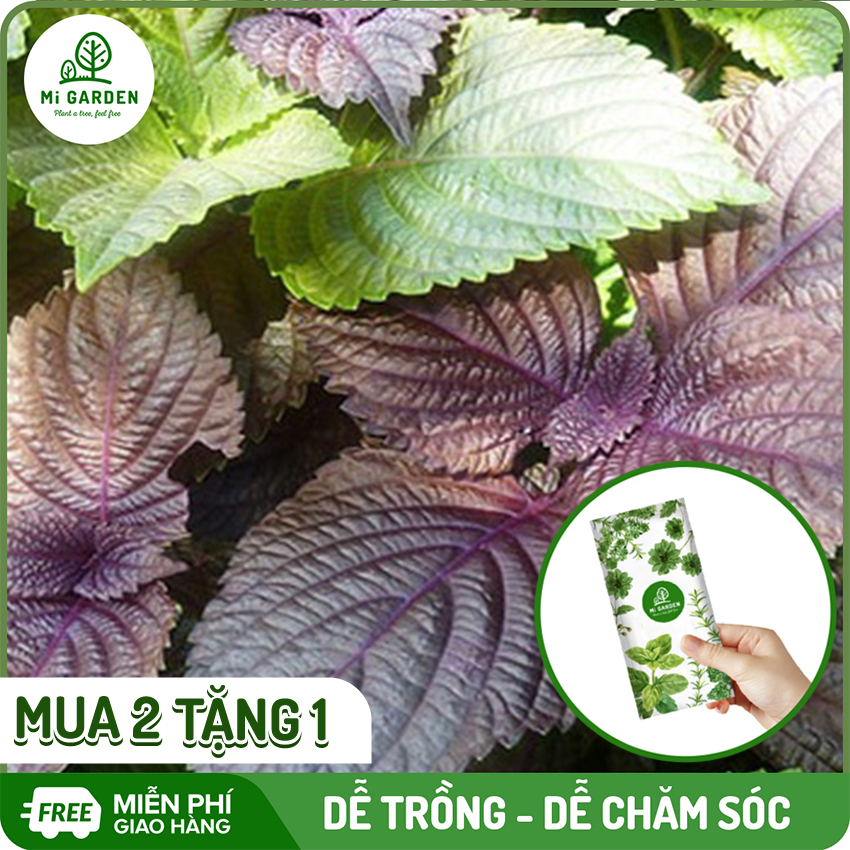 Mi GARDEN
Plant a tree, feel free
Mi GARDEN
MUA 2 TẶNG 1
FREE
MIỄN PHÍ
GIAO HÀNG
DỄ TRỒNG - DỄ CHĂM SÓC